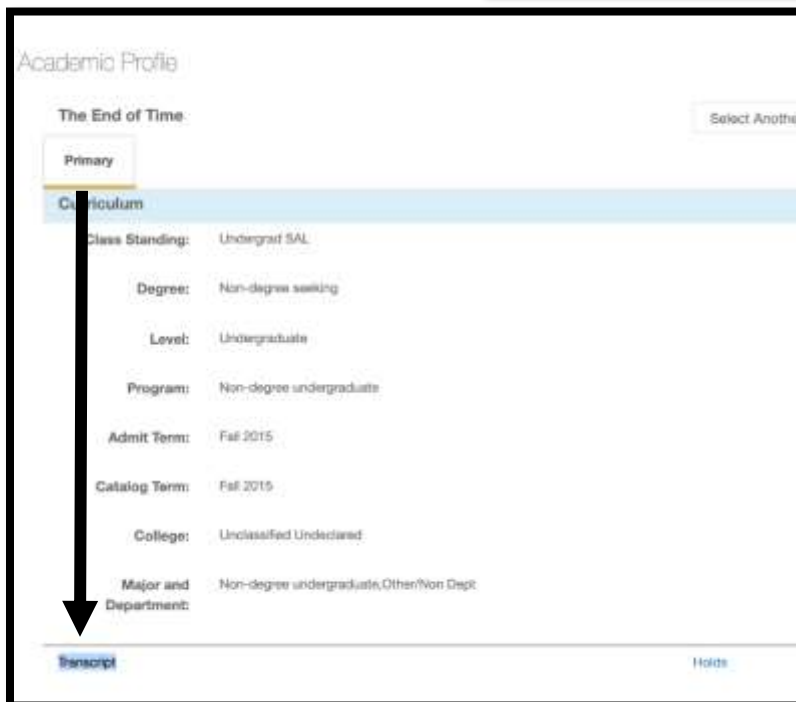 Academic Profile
The End of Time
Select Anothe
Primary
Curriculum
Class Standing: Undergrad SAL
Degree: Non-degree seeking
Level: Undergraduate
Program: Non-degree undergraduate
Admit Term: Fall 2015
Catalog Term: Fall 2015
College: Unclassified Undeclared
Major and Non-degree undergraduate,Other/Non Dept
Department:
Transcript Holds